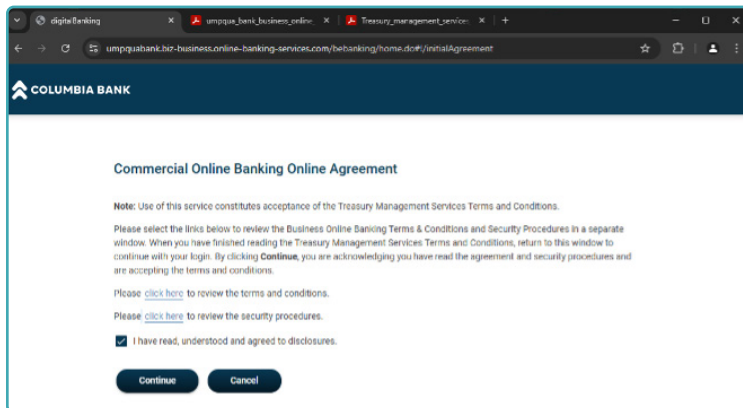 digitalBanking
umpqua_bank_business_online_
Treasury_management_services
umpquabank.biz-business.online-banking-services.com/bebanking/home.do#!/initialAgreement
COLUMBIA BANK
Commercial Online Banking Online Agreement
Note: Use of this service constitutes acceptance of the Treasury Management Services Terms and Conditions.
Please select the links below to review the Business Online Banking Terms & Conditions and Security Procedures in a separate
window. When you have finished reading the Treasury Management Services Terms and Conditions, return to this window to
continue with your login. By clicking Continue, you are acknowledging you have read the agreement and security procedures and
are accepting the terms and conditions.
Please click here to review the terms and conditions.
Please click here to review the security procedures.
I have read, understood and agreed to disclosures.
Continue
Cancel